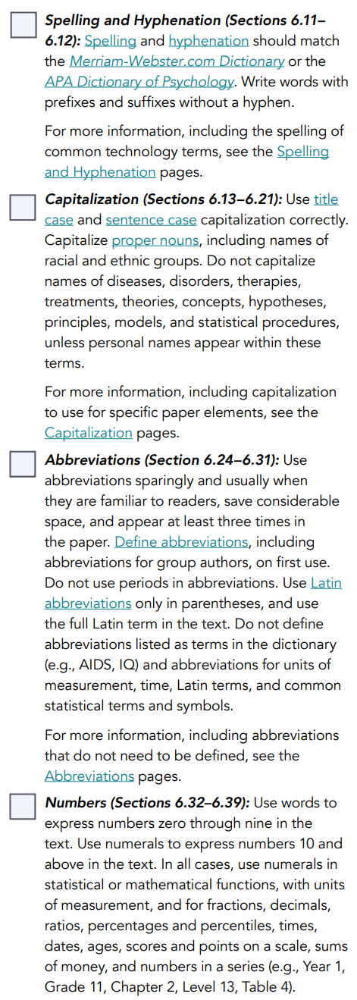 Spelling and Hyphenation (Sections 6.11–
6.12): Spelling and hyphenation should match
the Merriam-Webster.com Dictionary or the
APA Dictionary of Psychology. Write words with
prefixes and suffixes without a hyphen.
For more information, including the spelling of
common technology terms, see the Spelling
and Hyphenation pages.
Capitalization (Sections 6.13–6.21): Use title
case and sentence case capitalization correctly.
Capitalize proper nouns, including names of
racial and ethnic groups. Do not capitalize
names of diseases, disorders, therapies,
treatments, theories, concepts, hypotheses,
principles, models, and statistical procedures,
unless personal names appear within these
terms.
For more information, including capitalization
to use for specific paper elements, see the
Capitalization pages.
Abbreviations (Section 6.24–6.31): Use
abbreviations sparingly and usually when
they are familiar to readers, save considerable
space, and appear at least three times in
the paper. Define abbreviations, including
abbreviations for group authors, on first use.
Do not use periods in abbreviations. Use Latin
abbreviations only in parentheses, and use
the full Latin term in the text. Do not define
abbreviations listed as terms in the dictionary
(e.g., AIDS, IQ) and abbreviations for units of
measurement, time, Latin terms, and common
statistical terms and symbols.
For more information, including abbreviations
that do not need to be defined, see the
Abbreviations pages.
Numbers (Sections 6.32–6.39): Use words to
express numbers zero through nine in the
text. Use numerals to express numbers 10 and
above in the text. In all cases, use numerals in
statistical or mathematical functions, with units
of measurement, and for fractions, decimals,
ratios, percentages and percentiles, times,
dates, ages, scores and points on a scale, sums
of money, and numbers in a series (e.g., Year 1,
Grade 11, Chapter 2, Level 13, Table 4).